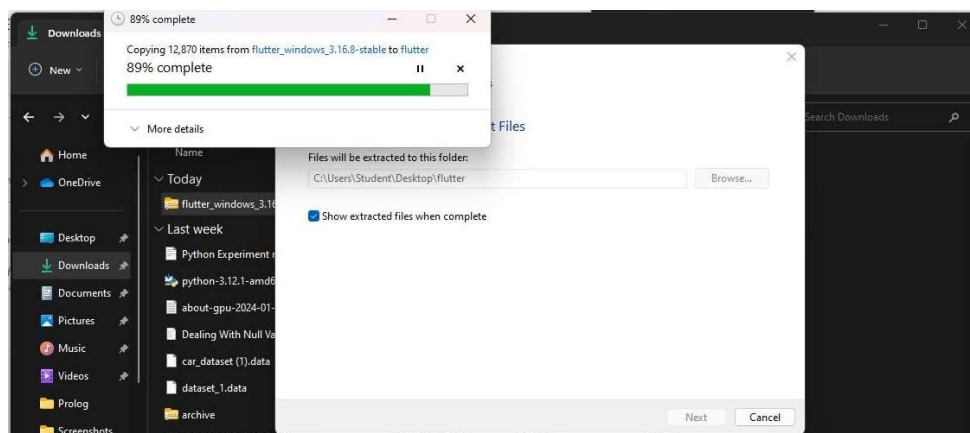 89% complete
Copying 12,870 items from flutter_windows_3.16.8-stable to flutter
89% complete
More details
Downloads
New
Search Downloads
Home
OneDrive
Desktop
Downloads
Documents
Pictures
Music
Videos
Prolog
Screenshots
Name
Today
flutter_windows_3.16
Last week
Python Experiment
python-3.12.1-amd6
about-gpu-2024-01-
Dealing With Null Va
car_dataset (1).data
dataset_1.data
archive
t Files
Files will be extracted to this folder:
C:\Users\Student\Desktop\flutter
Browse...
Show extracted files when complete
Next
Cancel